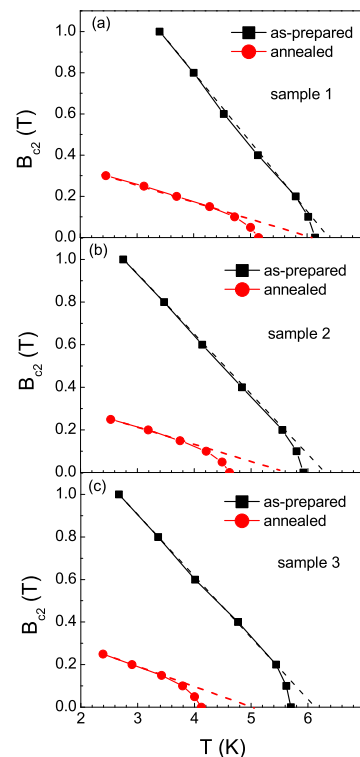 (a)
as-prepared
annealed
sample 1
B_c2 (T)
1.0
0.8
0.6
0.4
0.2
0.0
(b)
as-prepared
annealed
sample 2
B_c2 (T)
1.0
0.8
0.6
0.4
0.2
0.0
(c)
as-prepared
annealed
sample 3
B_c2 (T)
1.0
0.8
0.6
0.4
0.2
0.0
2 3 4 5 6
T (K)